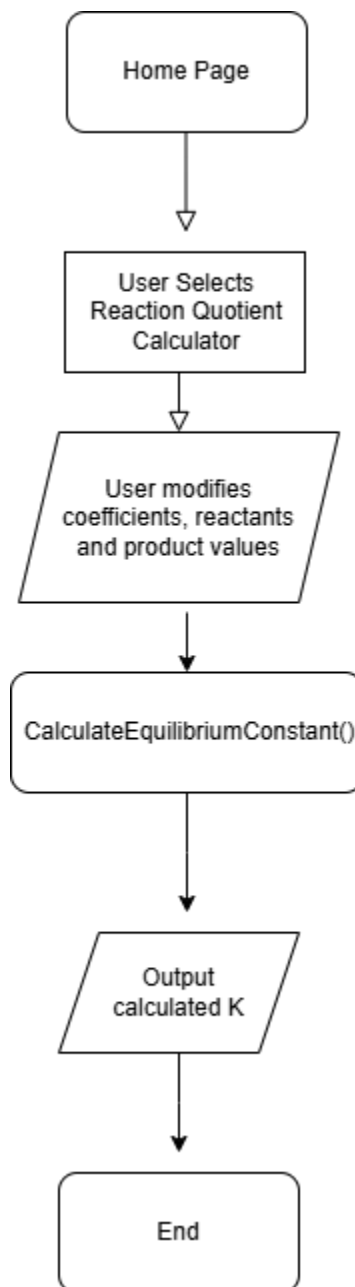 Home Page
User Selects
Reaction Quotient
Calculator
User modifies
coefficients, reactants
and product values
CalculateEquilibriumConstant()
Output
calculated K
End